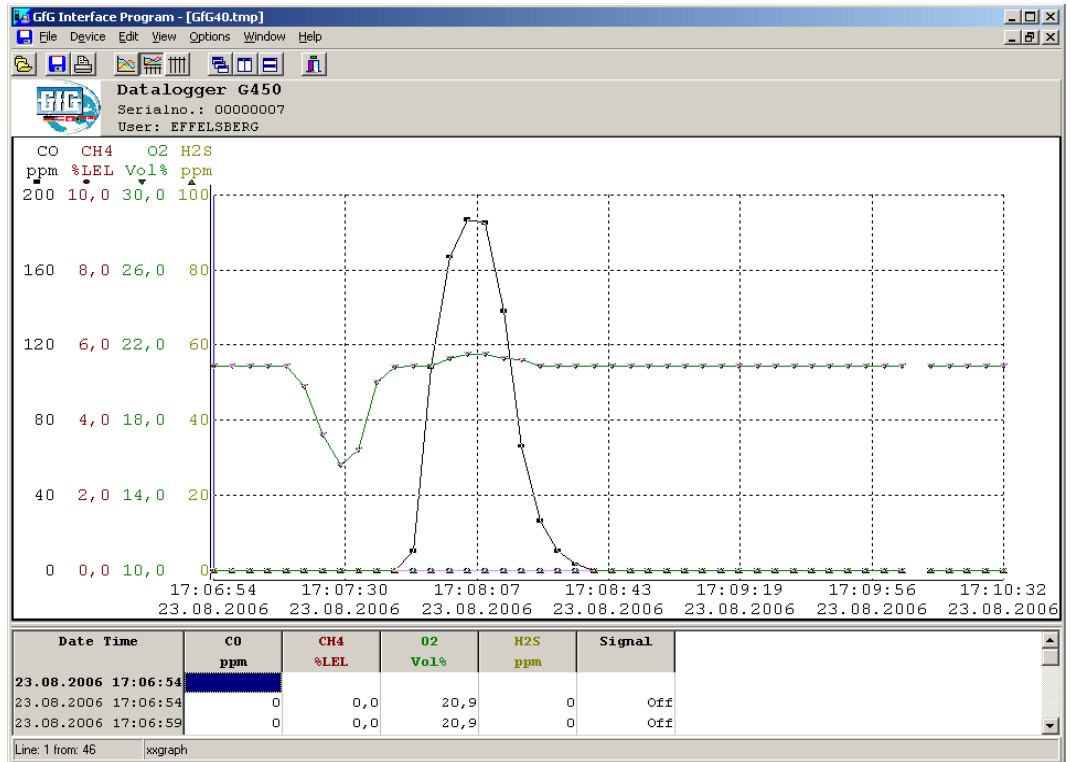 GfG Interface Program - [GfG40.tmp]
File Device Edit View Options Window Help
GfG
Datalogger G450
Serialno.: 00000007
User: EFFELSBERG
CO CH4 O2 H2S
ppm %LEL Vol% ppm
200 10,0 30,0 100
160 8,0 26,0 80
120 6,0 22,0 60
80 4,0 18,0 40
40 2,0 14,0 20
0 0,0 10,0 0
17:06:54 17:07:30 17:08:07 17:08:43 17:09:19 17:09:56 17:10:32
23.08.2006 23.08.2006 23.08.2006 23.08.2006 23.08.2006 23.08.2006 23.08.2006
Date Time CO CH4 O2 H2S Signal
ppm %LEL Vol% ppm
23.08.2006 17:06:54
23.08.2006 17:06:54 0 0,0 20,9 0 Off
23.08.2006 17:06:59 0 0,0 20,9 0 Off
Line: 1 from: 46 xxgraph